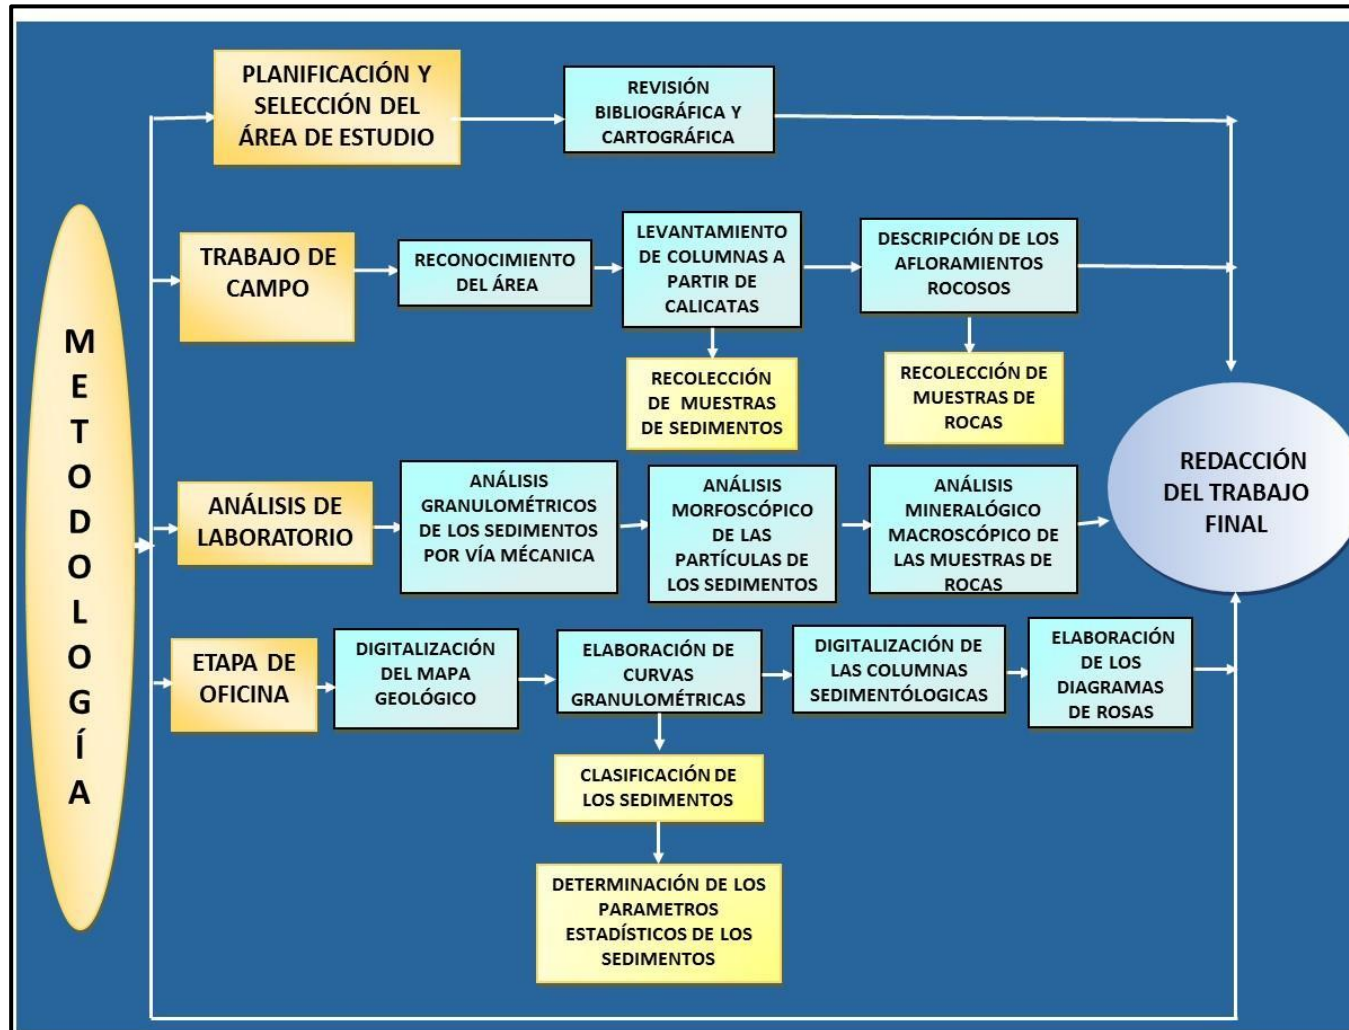 PLANIFICACIÓN Y
SELECCIÓN DEL
ÁREA DE ESTUDIO
REVISIÓN
BIBLIOGRÁFICA Y
CARTOGRÁFICA
METODOLOGÍA
TRABAJO DE
CAMPO
RECONOCIMIENTO
DEL ÁREA
LEVANTAMIENTO
DE COLUMNAS A
PARTIR DE
CALICATAS
DESCRIPCIÓN DE LOS
AFLORAMIENTOS
ROCOSOS
RECOLECCIÓN
DE MUESTRAS
DE SEDIMENTOS
RECOLECCIÓN DE
MUESTRAS DE
ROCAS
ANÁLISIS DE
LABORATORIO
ANÁLISIS
GRANULOMÉTRICOS
DE LOS SEDIMENTOS
POR VÍA MÉCANICA
ANÁLISIS
MORFOSCÓPICO
DE LAS
PARTÍCULAS DE
LOS SEDIMENTOS
ANÁLISIS
MINERALÓGICO
MACROSCÓPICO DE
LAS MUESTRAS DE
ROCAS
REDACCIÓN
DEL TRABAJO
FINAL
ETAPA DE
OFICINA
DIGITALIZACIÓN
DEL MAPA
GEOLÓGICO
ELABORACIÓN DE
CURVAS
GRANULOMÉTRICAS
DIGITALIZACIÓN DE
LAS COLUMNAS
SEDIMENTÓLOGICAS
ELABORACIÓN
DE LOS
DIAGRAMAS
DE ROSAS
CLASIFICACIÓN DE
LOS SEDIMENTOS
DETERMINACIÓN DE LOS
PARAMETROS
ESTADÍSTICOS DE LOS
SEDIMENTOS